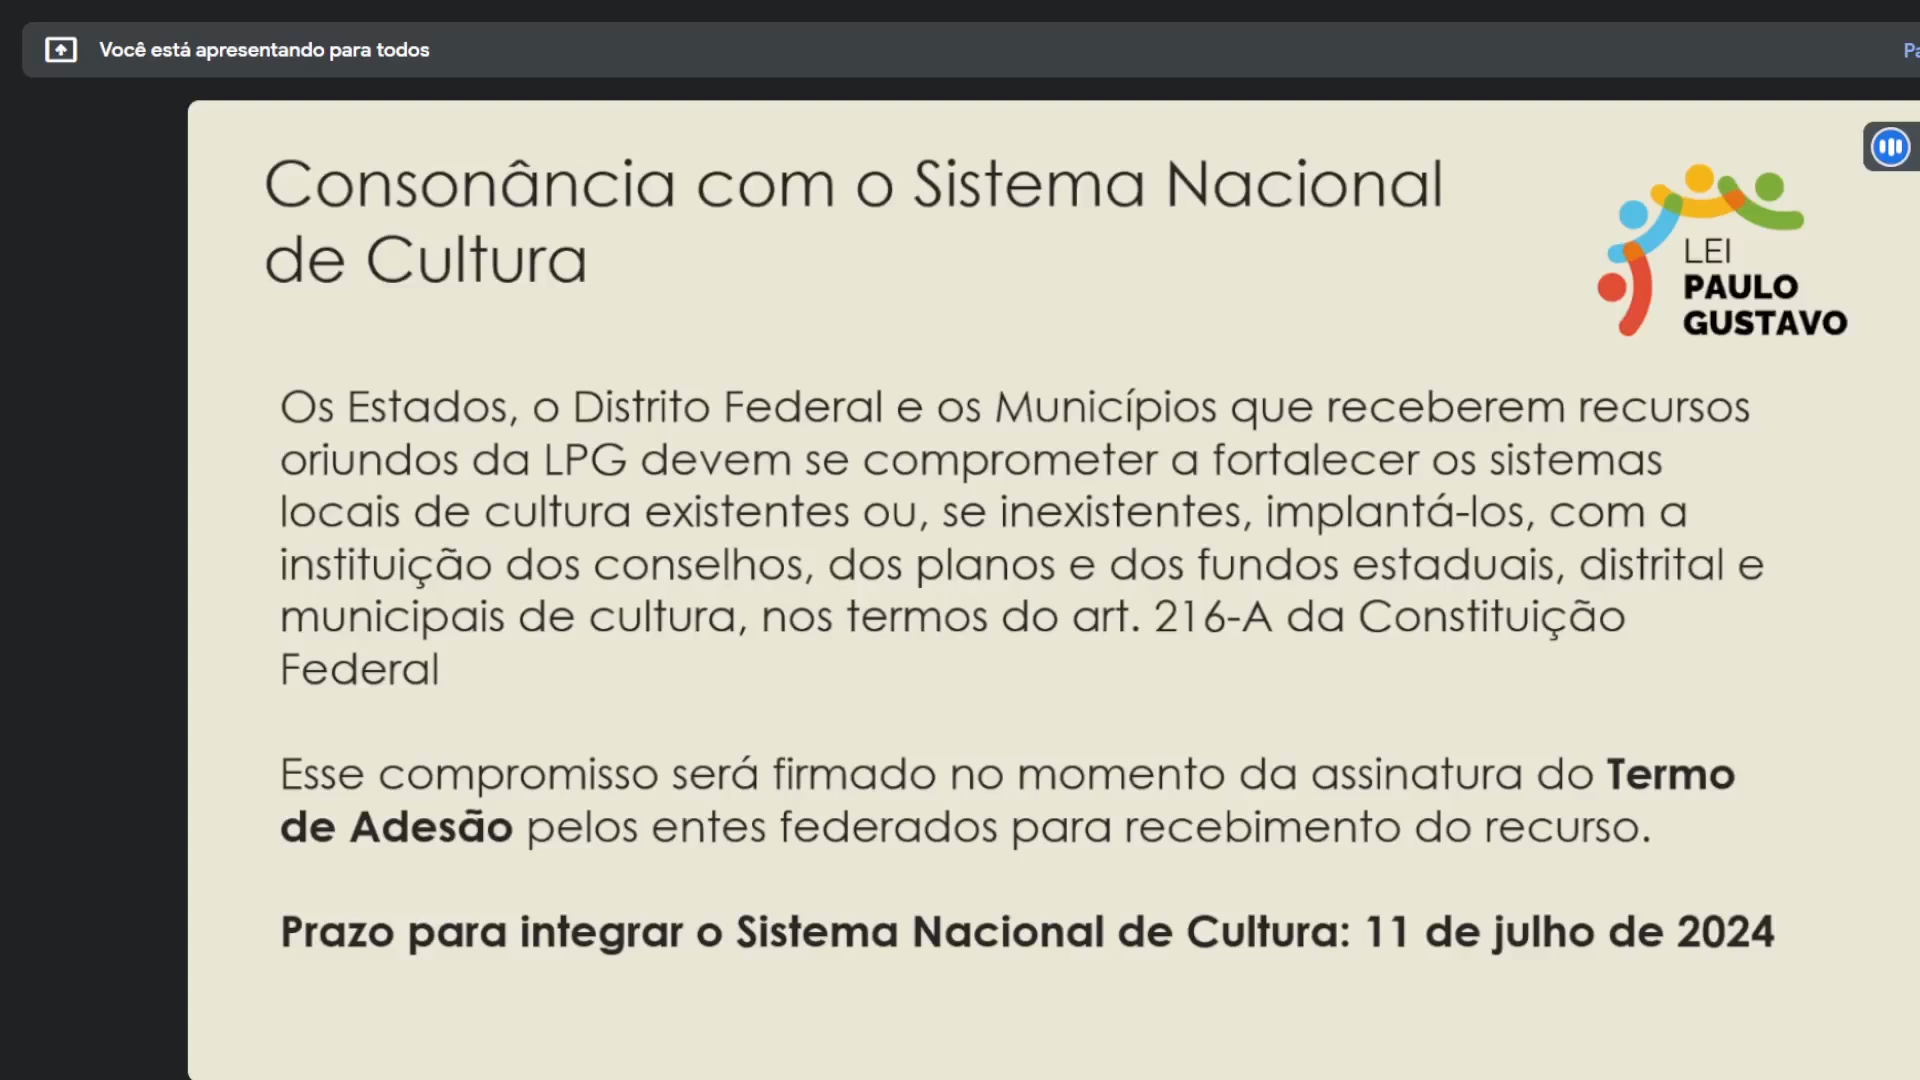 Você está apresentando para todos
Consonância com o Sistema Nacional
de Cultura
LEI
PAULO
GUSTAVO
Os Estados, o Distrito Federal e os Municípios que receberem recursos
oriundos da LPG devem se comprometer a fortalecer os sistemas
locais de cultura existentes ou, se inexistentes, implantá-los, com a
instituição dos conselhos, dos planos e dos fundos estaduais, distrital e
municipais de cultura, nos termos do art. 216-A da Constituição
Federal
Esse compromisso será firmado no momento da assinatura do Termo
de Adesão pelos entes federados para recebimento do recurso.
Prazo para integrar o Sistema Nacional de Cultura: 11 de julho de 2024